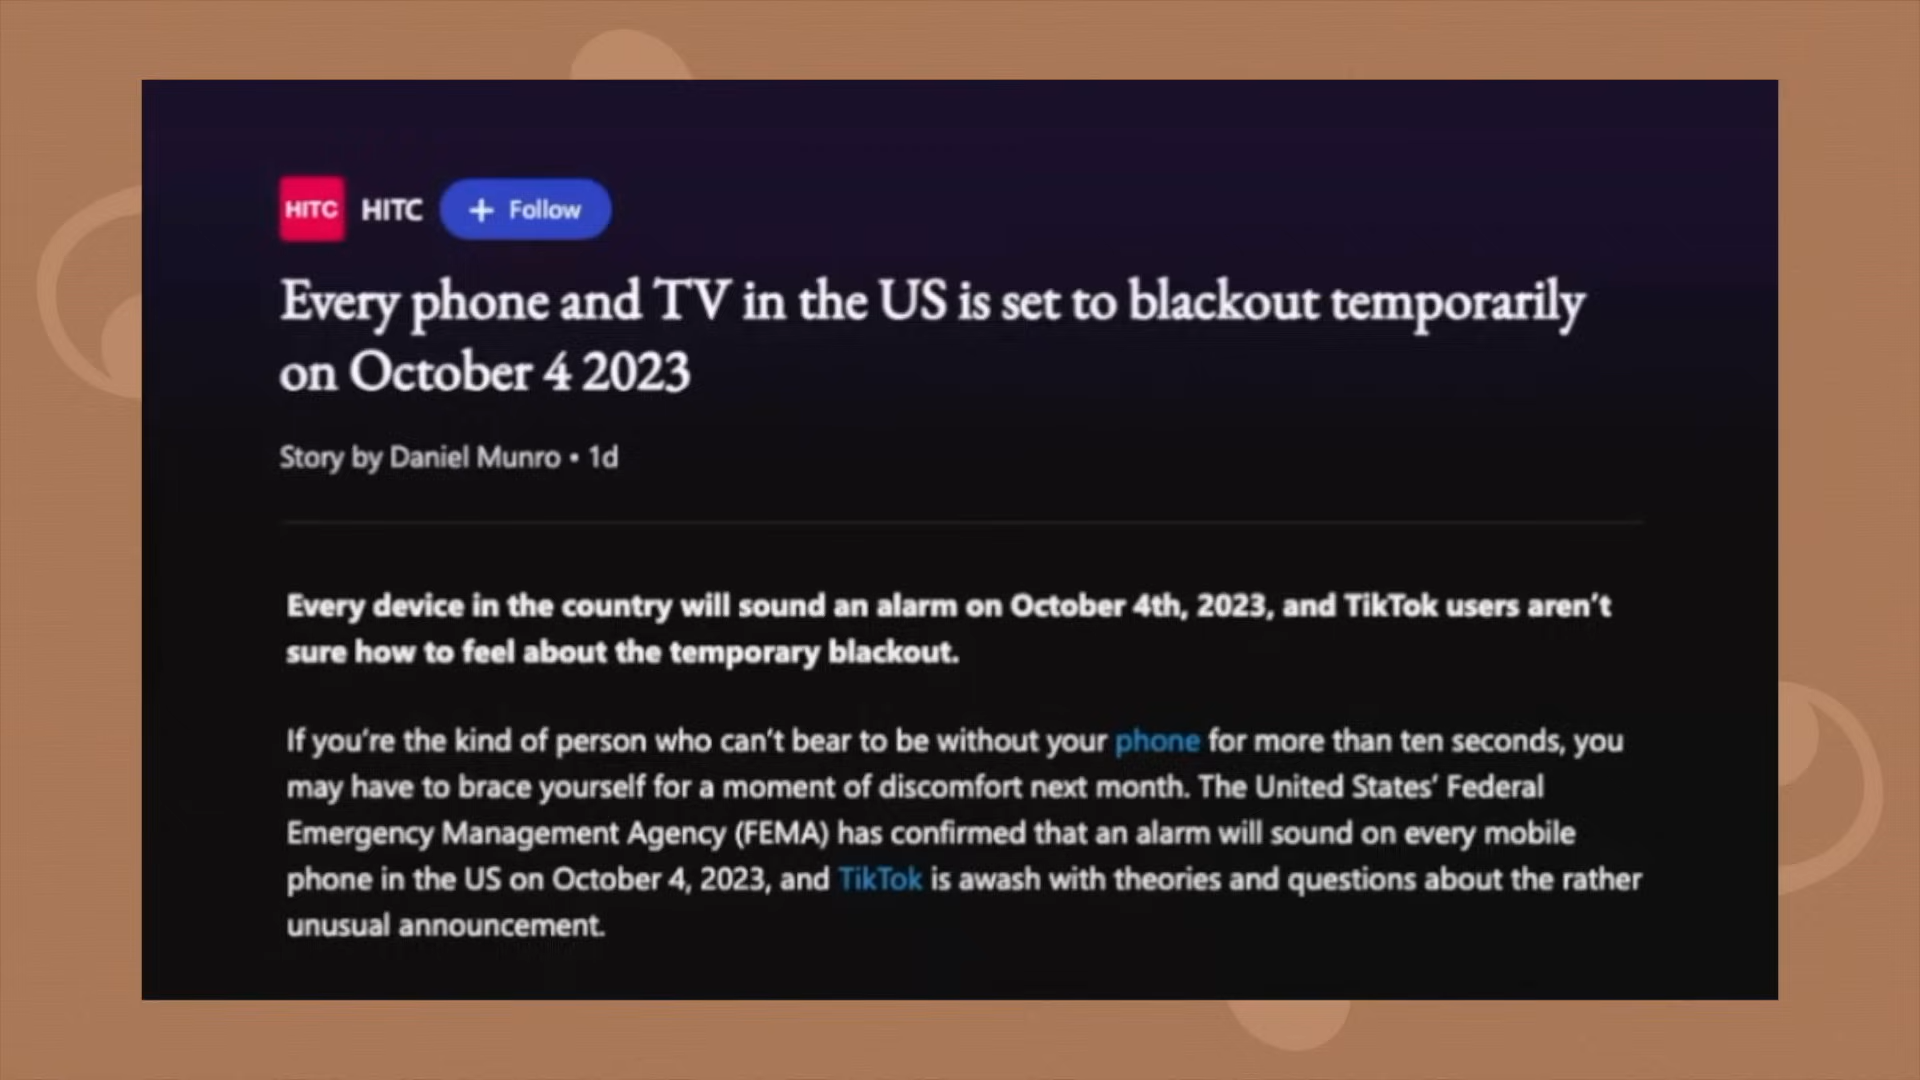 HITC HITC + Follow
Every phone and TV in the US is set to blackout temporarily
on October 4 2023
Story by Daniel Munro • 1d
Every device in the country will sound an alarm on October 4th, 2023, and TikTok users aren't
sure how to feel about the temporary blackout.
If you're the kind of person who can't bear to be without your phone for more than ten seconds, you
may have to brace yourself for a moment of discomfort next month. The United States' Federal
Emergency Management Agency (FEMA) has confirmed that an alarm will sound on every mobile
phone in the US on October 4, 2023, and TikTok is awash with theories and questions about the rather
unusual announcement.